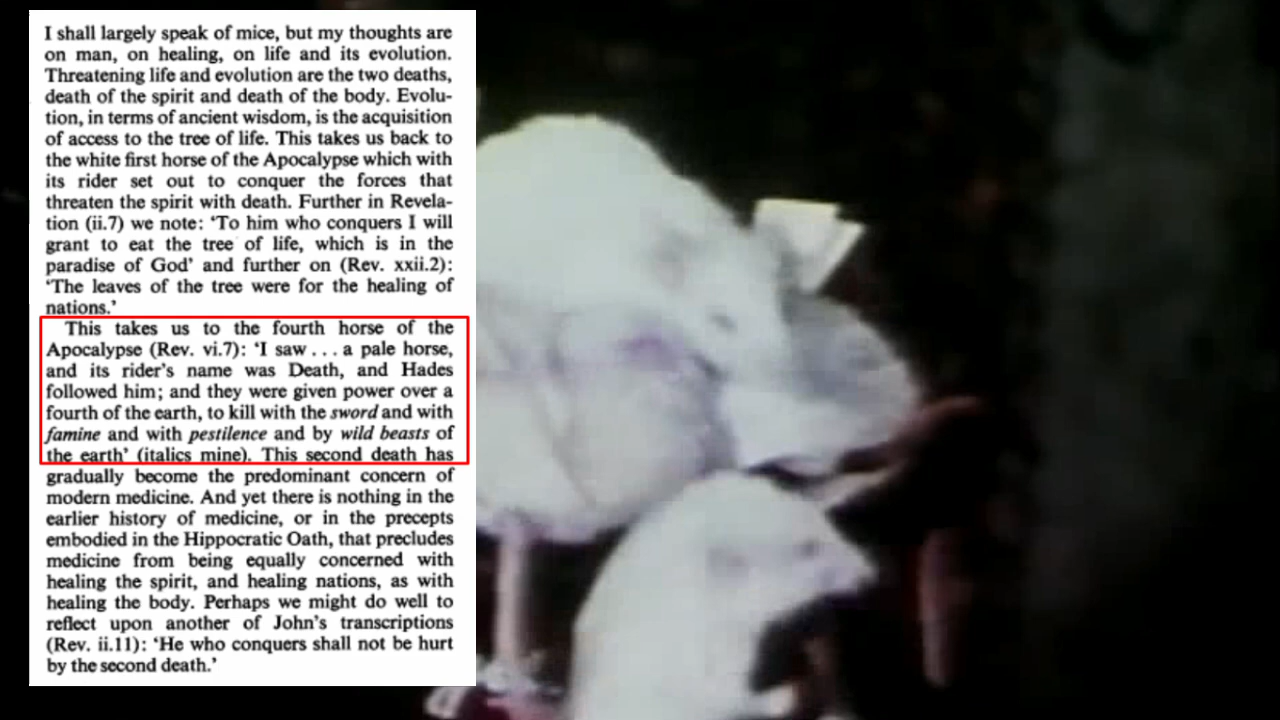 I shall largely speak of mice, but my thoughts are
on man, on healing, on life and its evolution.
Threatening life and evolution are the two deaths,
death of the spirit and death of the body. Evolu-
tion, in terms of ancient wisdom, is the acquisition
of access to the tree of life. This takes us back to
the white first horse of the Apocalypse which with
its rider set out to conquer the forces that
threaten the spirit with death. Further in Revela-
tion (ii.7) we note: ‘To him who conquers I will
grant to eat the tree of life, which is in the
paradise of God’ and further on (Rev. xxii.2):
‘The leaves of the tree were for the healing of
nations.’
This takes us to the fourth horse of the
Apocalypse (Rev. vi.7): ‘I saw . . . a pale horse,
and its rider’s name was Death, and Hades
followed him; and they were given power over a
fourth of the earth, to kill with the sword and with
famine and with pestilence and by wild beasts of
the earth’ (italics mine). This second death has
gradually become the predominant concern of
modern medicine. And yet there is nothing in the
earlier history of medicine, or in the precepts
embodied in the Hippocratic Oath, that precludes
medicine from being equally concerned with
healing the spirit, and healing nations, as with
healing the body. Perhaps we might do well to
reflect upon another of John’s transcriptions
(Rev. ii.11): ‘He who conquers shall not be hurt
by the second death.’